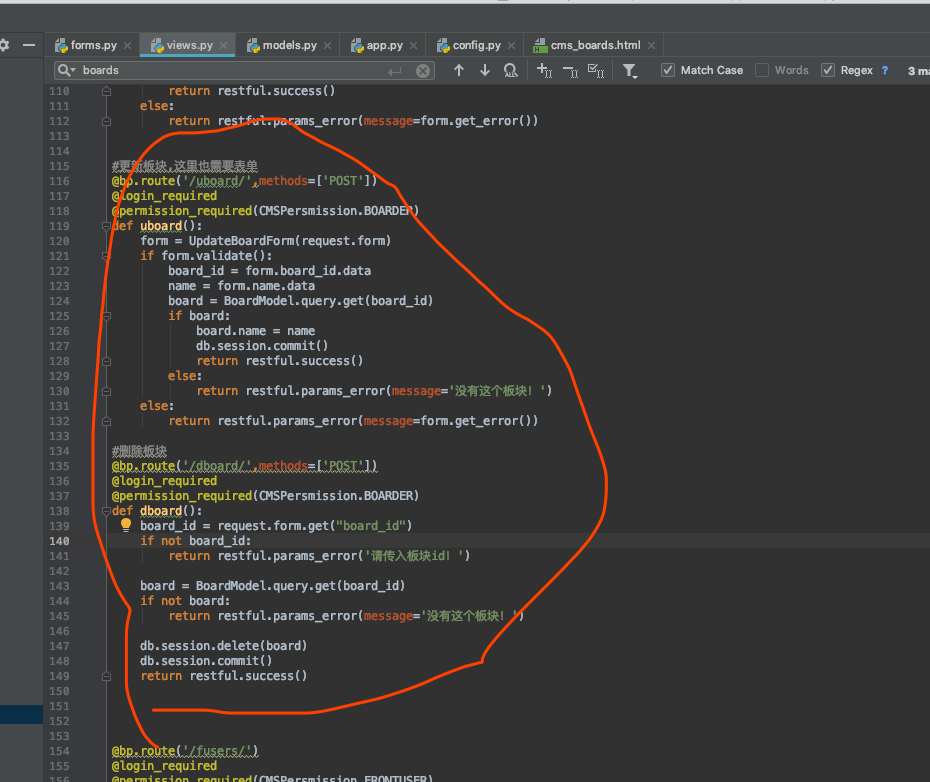 forms.py views.py models.py app.py config.py cms_boards.html
boards Match Case Words Regex ? 3 ma
110 return restful.success()
111 else:
112 return restful.params_error(message=form.get_error())
113
114
115 #更新板块,这里也需要表单
116 @bp.route('/uboard/',methods=['POST'])
117 @login_required
118 @permission_required(CMSPersmission.BOARDER)
119 def uboard():
120 form = UpdateBoardForm(request.form)
121 if form.validate():
122 board_id = form.board_id.data
123 name = form.name.data
124 board = BoardModel.query.get(board_id)
125 if board:
126 board.name = name
127 db.session.commit()
128 return restful.success()
129 else:
130 return restful.params_error(message='没有这个板块！')
131 else:
132 return restful.params_error(message=form.get_error())
133
134 #删除板块
135 @bp.route('/dboard/',methods=['POST'])
136 @login_required
137 @permission_required(CMSPersmission.BOARDER)
138 def dboard():
139 board_id = request.form.get("board_id")
140 if not board_id:
141 return restful.params_error('请传入板块id！')
142
143 board = BoardModel.query.get(board_id)
144 if not board:
145 return restful.params_error(message='没有这个板块！')
146
147 db.session.delete(board)
148 db.session.commit()
149 return restful.success()
150
151
152
153
154 @bp.route('/fusers/')
155 @login_required
156 @permission_required(CMSPersmission.FRONTUSER)